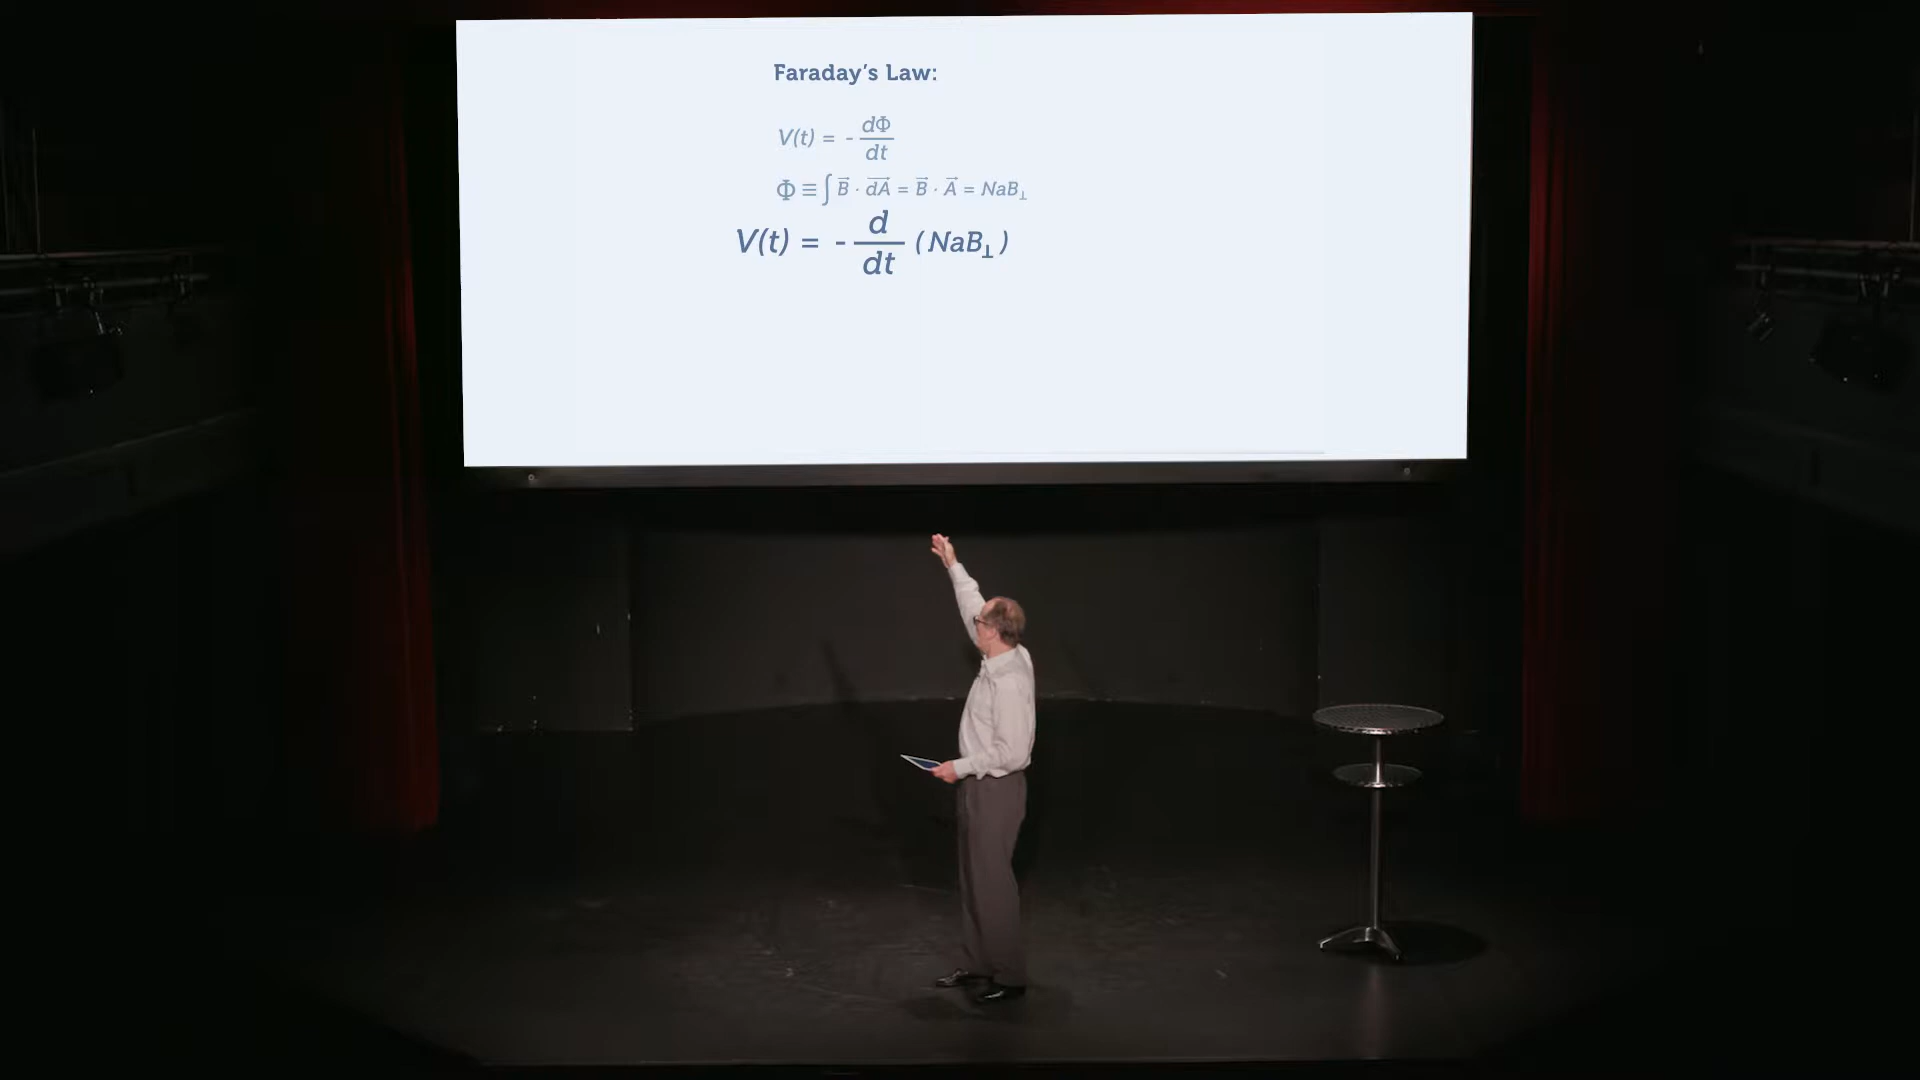 Faraday's Law:
V(t) = - dΦ/dt
Φ ≡ ∫ B⃗ · dA⃗ = B⃗ · A⃗ = NaB⊥
V(t) = - d/dt (NaB⊥)